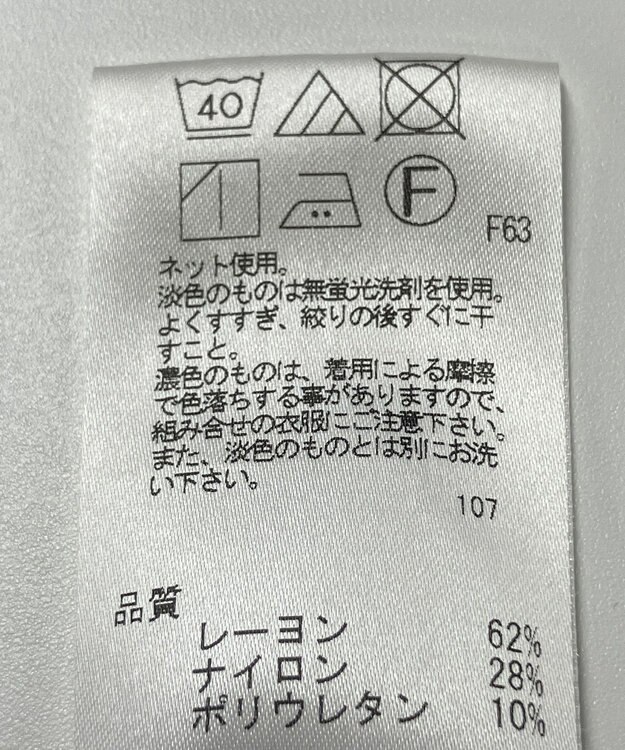 40
F
F63
ネット使用。
淡色のものは無蛍光洗剤を使用。
よくすすぎ、絞りの後すぐに干
すこと。
濃色のものは、着用による摩擦
で色落ちする事がありますので、
組み合せの衣服にご注意下さい。
また、淡色のものとは別にお洗
い下さい。
107
品質
レーヨン 62%
ナイロン 28%
ポリウレタン 10%